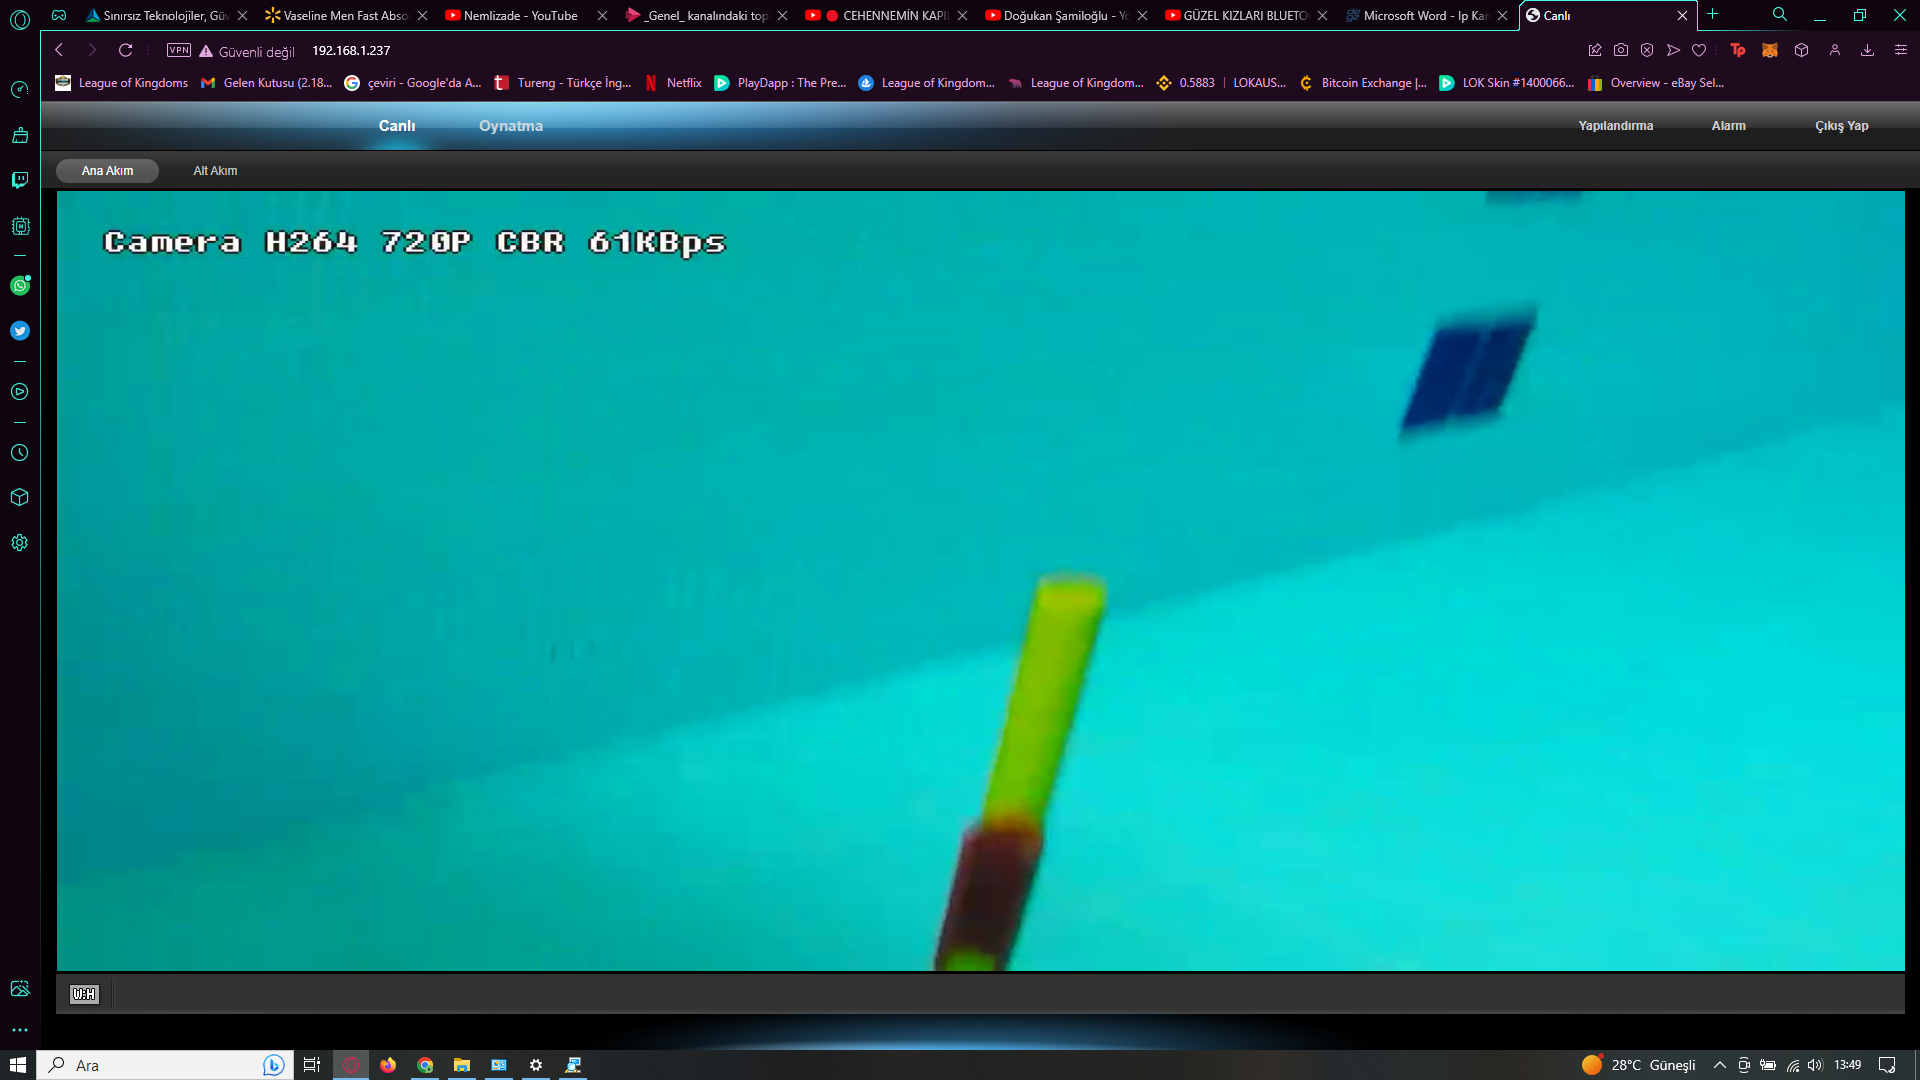 Sınırsız Teknolojiler, Gü
Vaseline Men Fast Abso
Nemlizade - YouTube
_Genel_ kanalındaki top
CEHENNEMİN KAPI
Doğukan Şamiloğlu - Yo
GÜZEL KIZLARI BLUETO
Microsoft Word - Ip Kar
Canlı
VPN
Güvenli değil
192.168.1.237
League of Kingdoms
Gelen Kutusu (2.18...
çeviri - Google'da A...
Tureng - Türkçe İng...
Netflix
PlayDapp : The Pre...
League of Kingdom...
League of Kingdom...
0.5883 | LOKAUS...
Bitcoin Exchange |...
LOK Skin #1400066...
Overview - eBay Sel...
Canlı
Oynatma
Yapılandırma
Alarm
Çıkış Yap
Ana Akım
Alt Akım
Camera H264 720P CBR 61KBps
W:H
Ara
28°C Güneşli
13:49